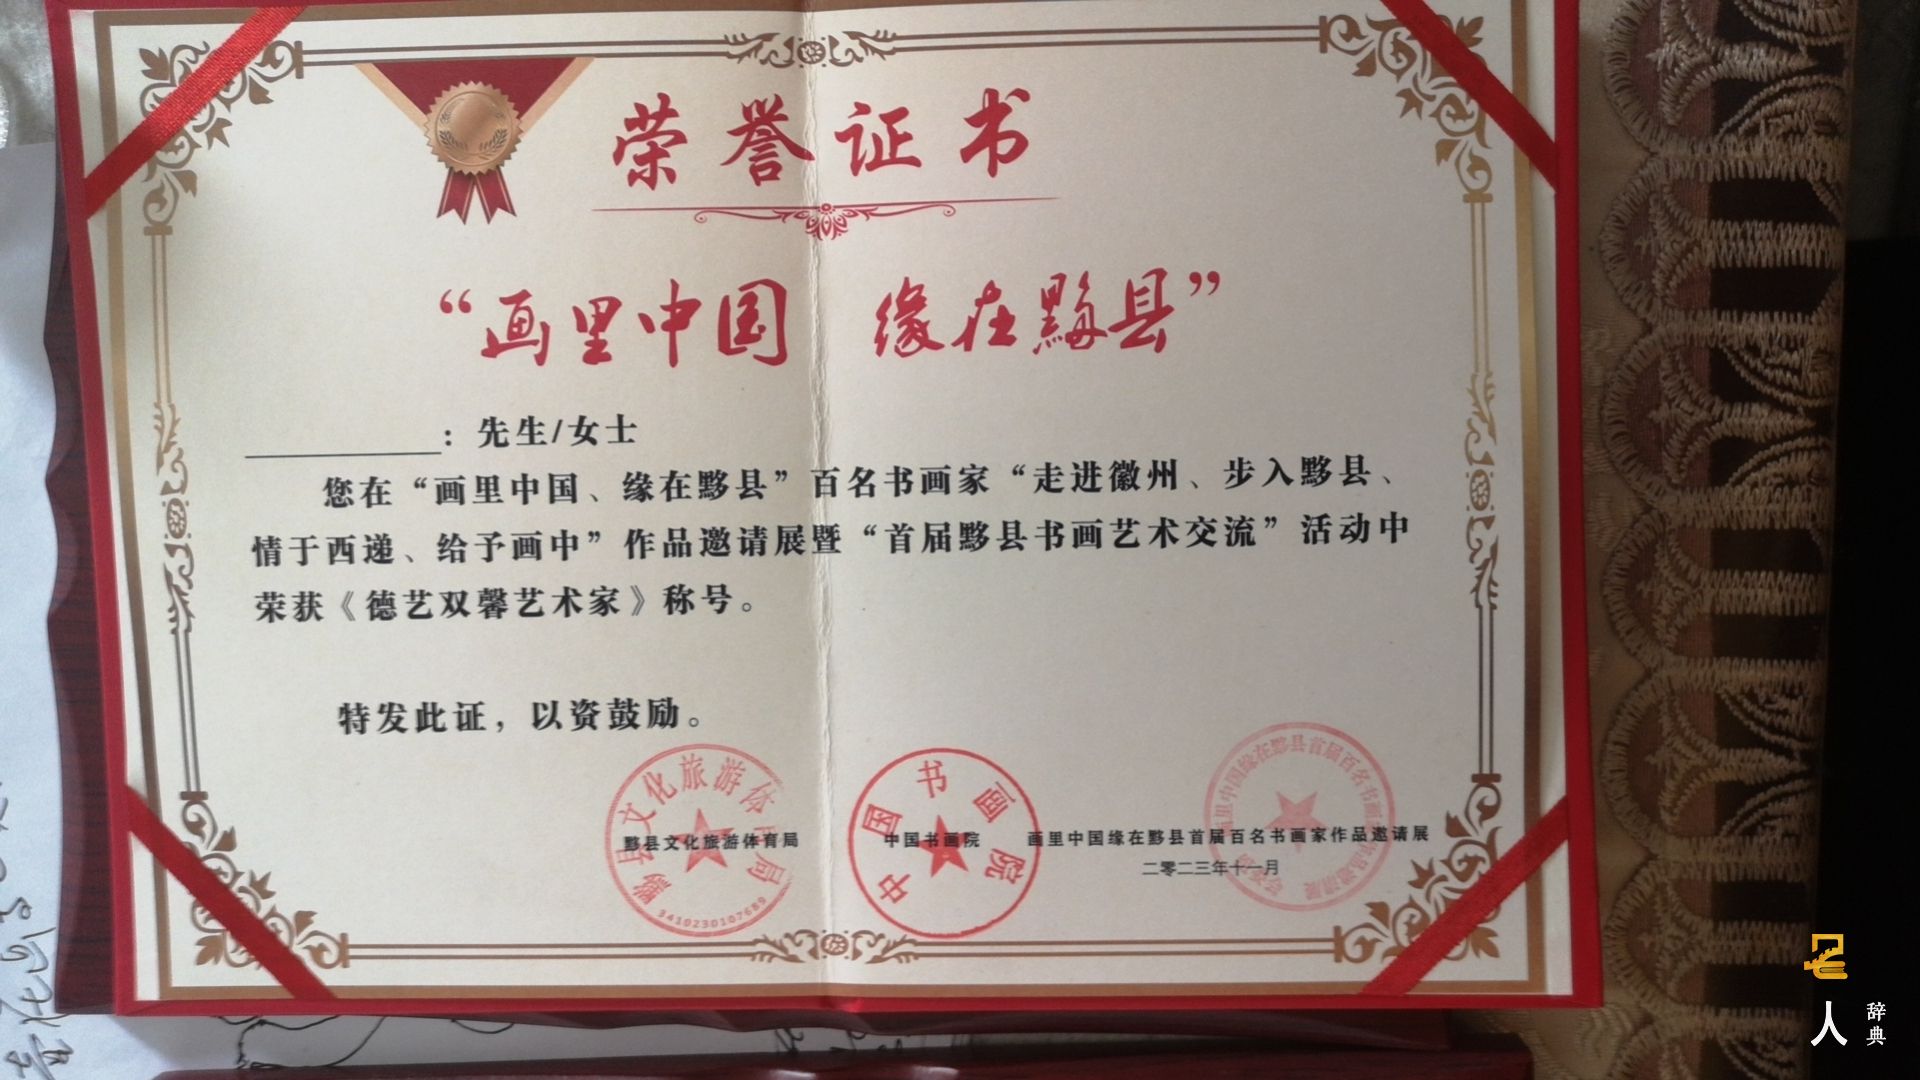 荣誉证书
“画里中国 缘在黟县”
：先生/女士
您在“画里中国、缘在黟县”百名书画家“走进徽州、步入黟县、
情于西递、给予画中”作品邀请展暨“首届黟县书画艺术交流”活动中
荣获《德艺双馨艺术家》称号。
特发此证，以资鼓励。
黟县文化旅游体育局
中国书画院
画里中国缘在黟县首届百名书画家作品邀请展
二零二三年十一月
3410230107689
中国书画院
名人
辞典